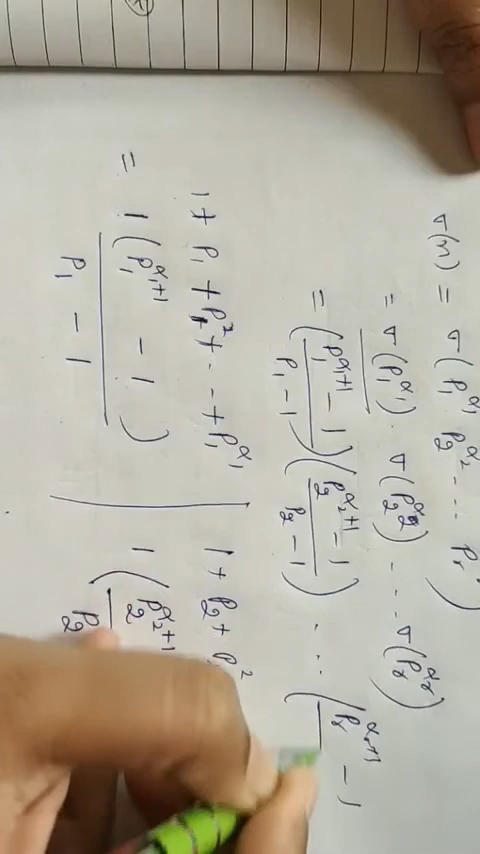 σ(n) = σ(p₁^α₁ p₂^α₂ ... pᵣ )
= σ(p₁^α₁) · σ(p₂^α₂) ... σ(pᵣ^αᵣ)
= (p₁^(α₁+1) - 1 / p₁ - 1) (p₂^(α₂+1) - 1 / p₂ - 1) ... (pᵣ^(αᵣ+1) - 1
1 + p₁ + p₁² + - - + p₁^α₁ | 1 + p₂ + p₂²
= 1 (p₁^(α₁+1) - 1) / p₁ - 1 | 1 (p₂^(α₂+1) / p₂